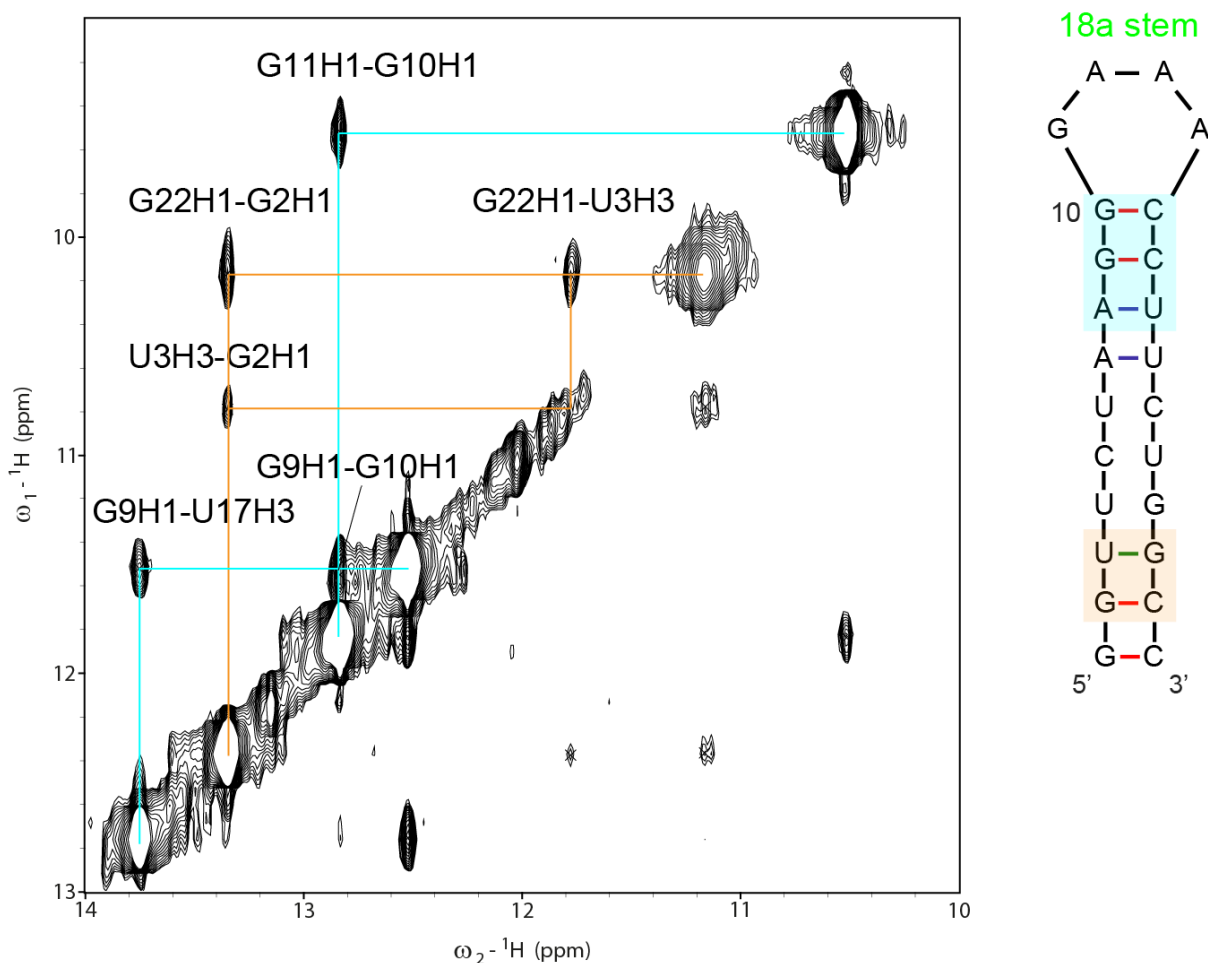 18a stem
G11H1-G10H1
G22H1-G2H1
G22H1-U3H3
U3H3-G2H1
G9H1-G10H1
G9H1-U17H3
10
11
12
13
14
13
12
11
10
ω1 - 1H (ppm)
ω2 - 1H (ppm)
A A
G A
10 G C
G C
A U
A U
U C
C U
U G
U G
G C
G C
5’ 3’